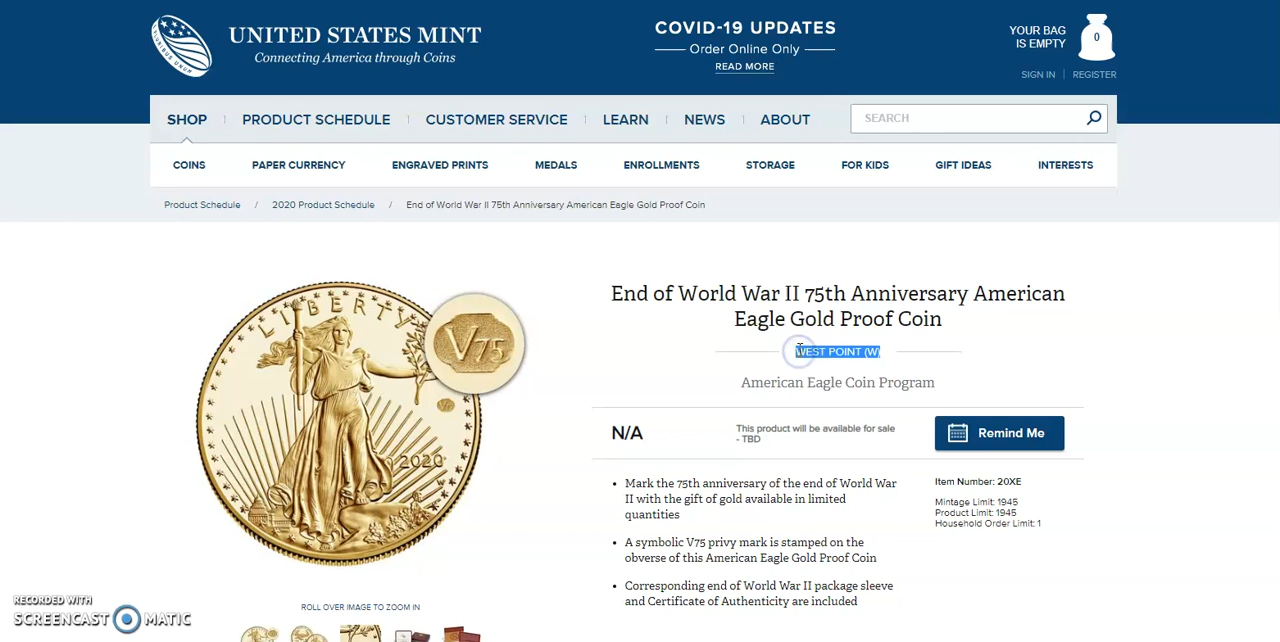 UNITED STATES MINT
Connecting America through Coins
COVID-19 UPDATES
Order Online Only
READ MORE
YOUR BAG
IS EMPTY
0
SIGN IN | REGISTER
SHOP PRODUCT SCHEDULE CUSTOMER SERVICE LEARN NEWS ABOUT
SEARCH
COINS PAPER CURRENCY ENGRAVED PRINTS MEDALS ENROLLMENTS STORAGE FOR KIDS GIFT IDEAS INTERESTS
Product Schedule / 2020 Product Schedule / End of World War II 75th Anniversary American Eagle Gold Proof Coin
LIBERTY
V75
2020
W
ROLL OVER IMAGE TO ZOOM IN
End of World War II 75th Anniversary American
Eagle Gold Proof Coin
WEST POINT (W)
American Eagle Coin Program
N/A
This product will be available for sale
- TBD
Remind Me
Mark the 75th anniversary of the end of World War
II with the gift of gold available in limited
quantities
A symbolic V75 privy mark is stamped on the
obverse of this American Eagle Gold Proof Coin
Corresponding end of World War II package sleeve
and Certificate of Authenticity are included
Item Number: 20XE
Mintage Limit: 1945
Product Limit: 1945
Household Order Limit: 1
RECORDED WITH
SCREENCAST MATIC